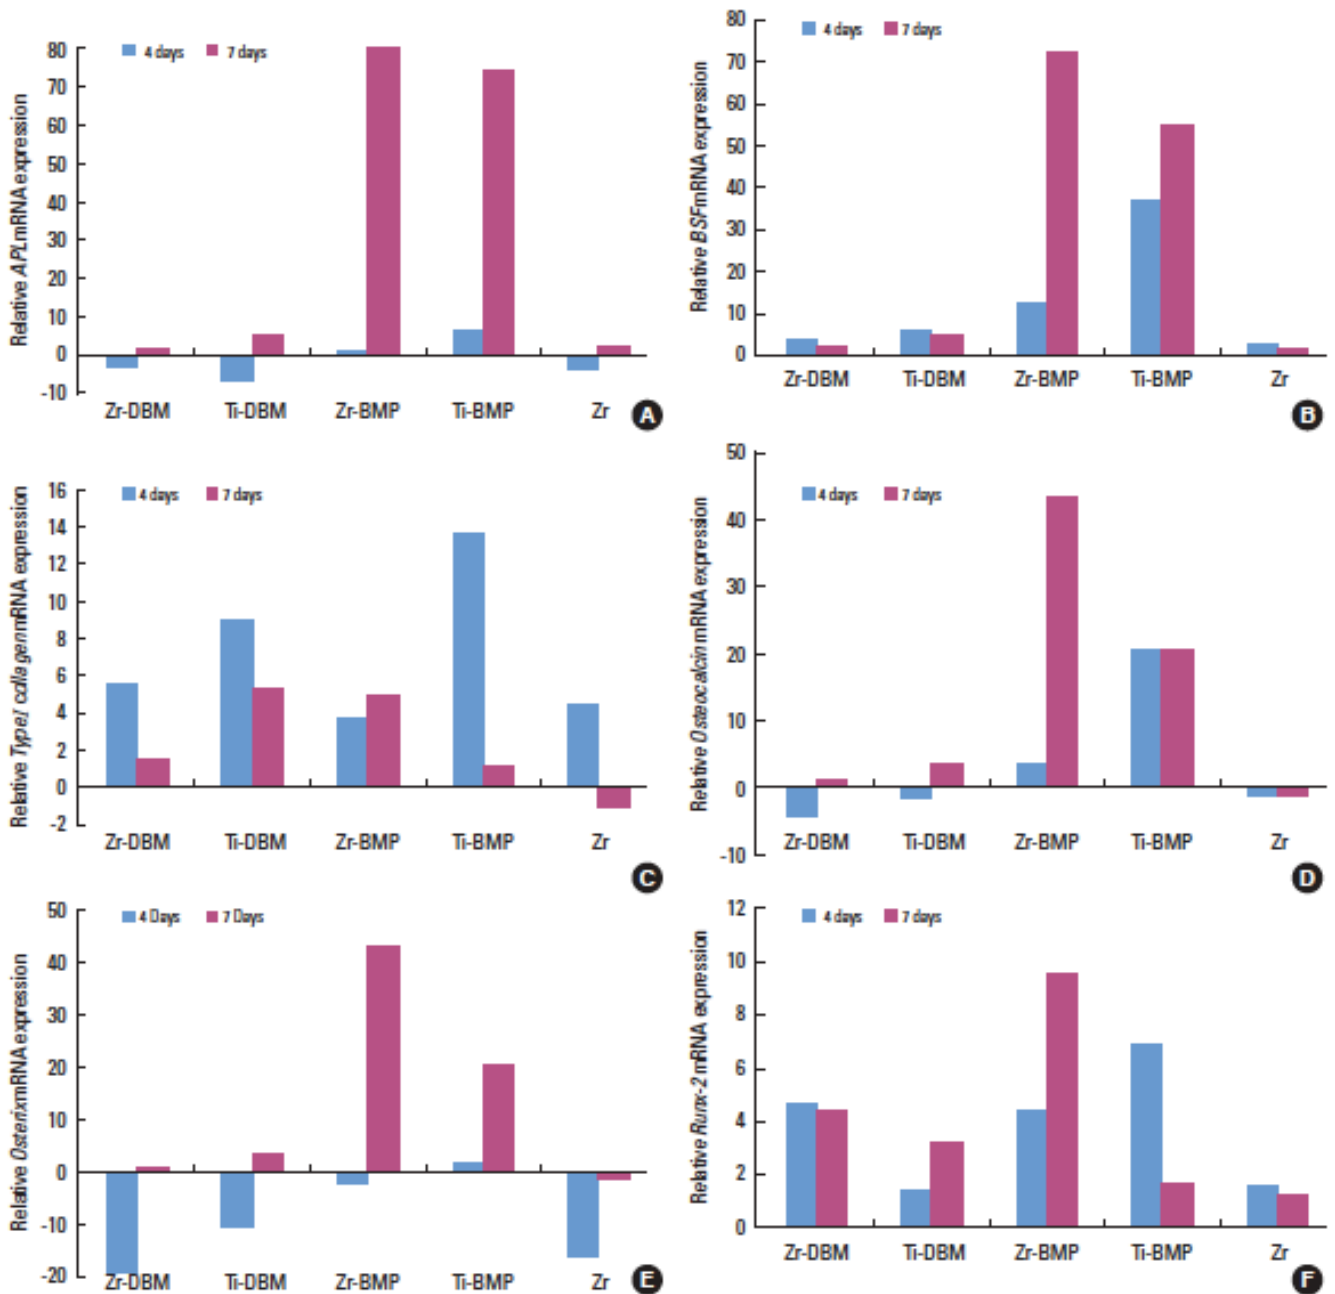 Relative APL mRNA expression
4 days 7 days
80
70
60
50
40
30
20
10
0
-10
Zr-DBM Ti-DBM Zr-BMP Ti-BMP Zr
A
Relative BSF mRNA expression
4 days 7 days
80
70
60
50
40
30
20
10
0
Zr-DBM Ti-DBM Zr-BMP Ti-BMP Zr
B
Relative Type I collagen mRNA expression
4 days 7 days
16
14
12
10
8
6
4
2
0
-2
Zr-DBM Ti-DBM Zr-BMP Ti-BMP Zr
C
Relative Osteocalcin mRNA expression
4 days 7 days
50
40
30
20
10
0
-10
Zr-DBM Ti-DBM Zr-BMP Ti-BMP Zr
D
Relative Osterix mRNA expression
4 Days 7 Days
50
40
30
20
10
0
-10
-20
Zr-DBM Ti-DBM Zr-BMP Ti-BMP Zr
E
Relative Runx-2 mRNA expression
4 days 7 days
12
10
8
6
4
2
0
Zr-DBM Ti-DBM Zr-BMP Ti-BMP Zr
F